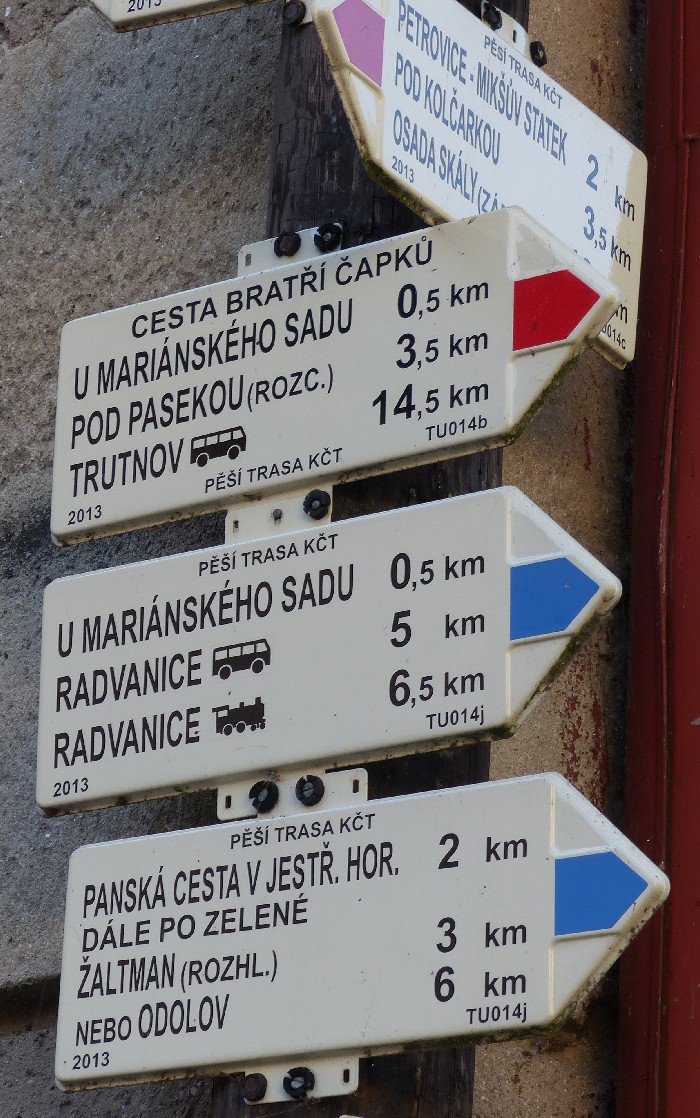 2013
PĚŠÍ TRASA KČT
PETROVICE - MIKŠŮV STATEK 2 km
POD KOLČARKOU 3,5 km
OSADA SKÁLY
2013
CESTA BRATŘÍ ČAPKŮ
U MARIÁNSKÉHO SADU 0,5 km
POD PASEKOU (ROZC.) 3,5 km
TRUTNOV 14,5 km
PĚŠÍ TRASA KČT TU014b
2013
PĚŠÍ TRASA KČT
U MARIÁNSKÉHO SADU 0,5 km
RADVANICE 5 km
RADVANICE 6,5 km
2013 TU014j
PĚŠÍ TRASA KČT
PANSKÁ CESTA V JESTŘ. HOR. 2 km
DÁLE PO ZELENÉ
ŽALTMAN (ROZHL.) 3 km
NEBO ODOLOV 6 km
2013 TU014j